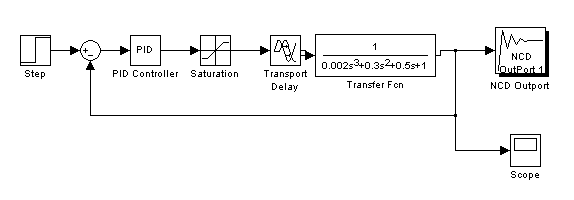 +
-
PID
1
0.002s³+0.3s²+0.5s+1
NCD
OutPort 1
Step
PID Controller
Saturation
Transport
Delay
Transfer Fcn
NCD Outport
Scope